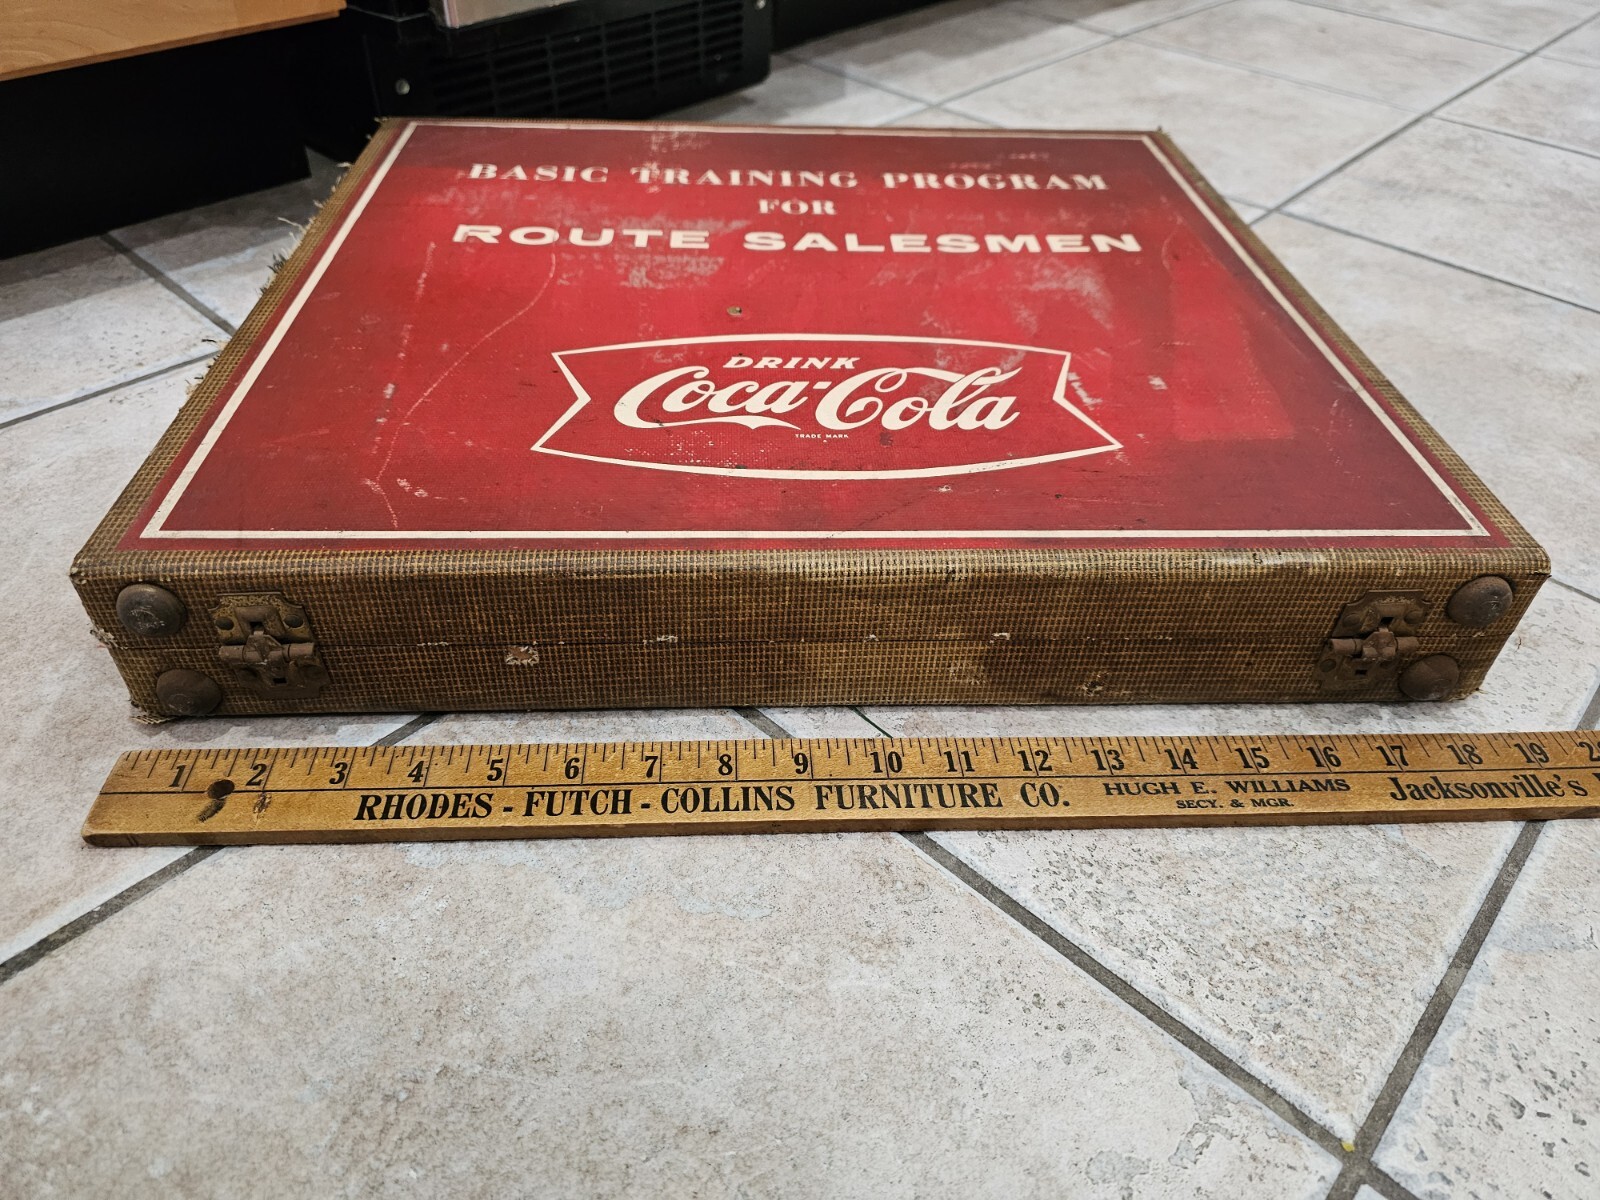 BASIC TRAINING PROGRAM
FOR
ROUTE SALESMEN
DRINK
Coca-Cola
TRADE MARK
1 2 3 4 5 6 7 8 9 10 11 12 13 14 15 16 17 18 19
RHODES - FUTCH - COLLINS FURNITURE CO. HUGH E. WILLIAMS Jacksonville's
SECY. & MGR.